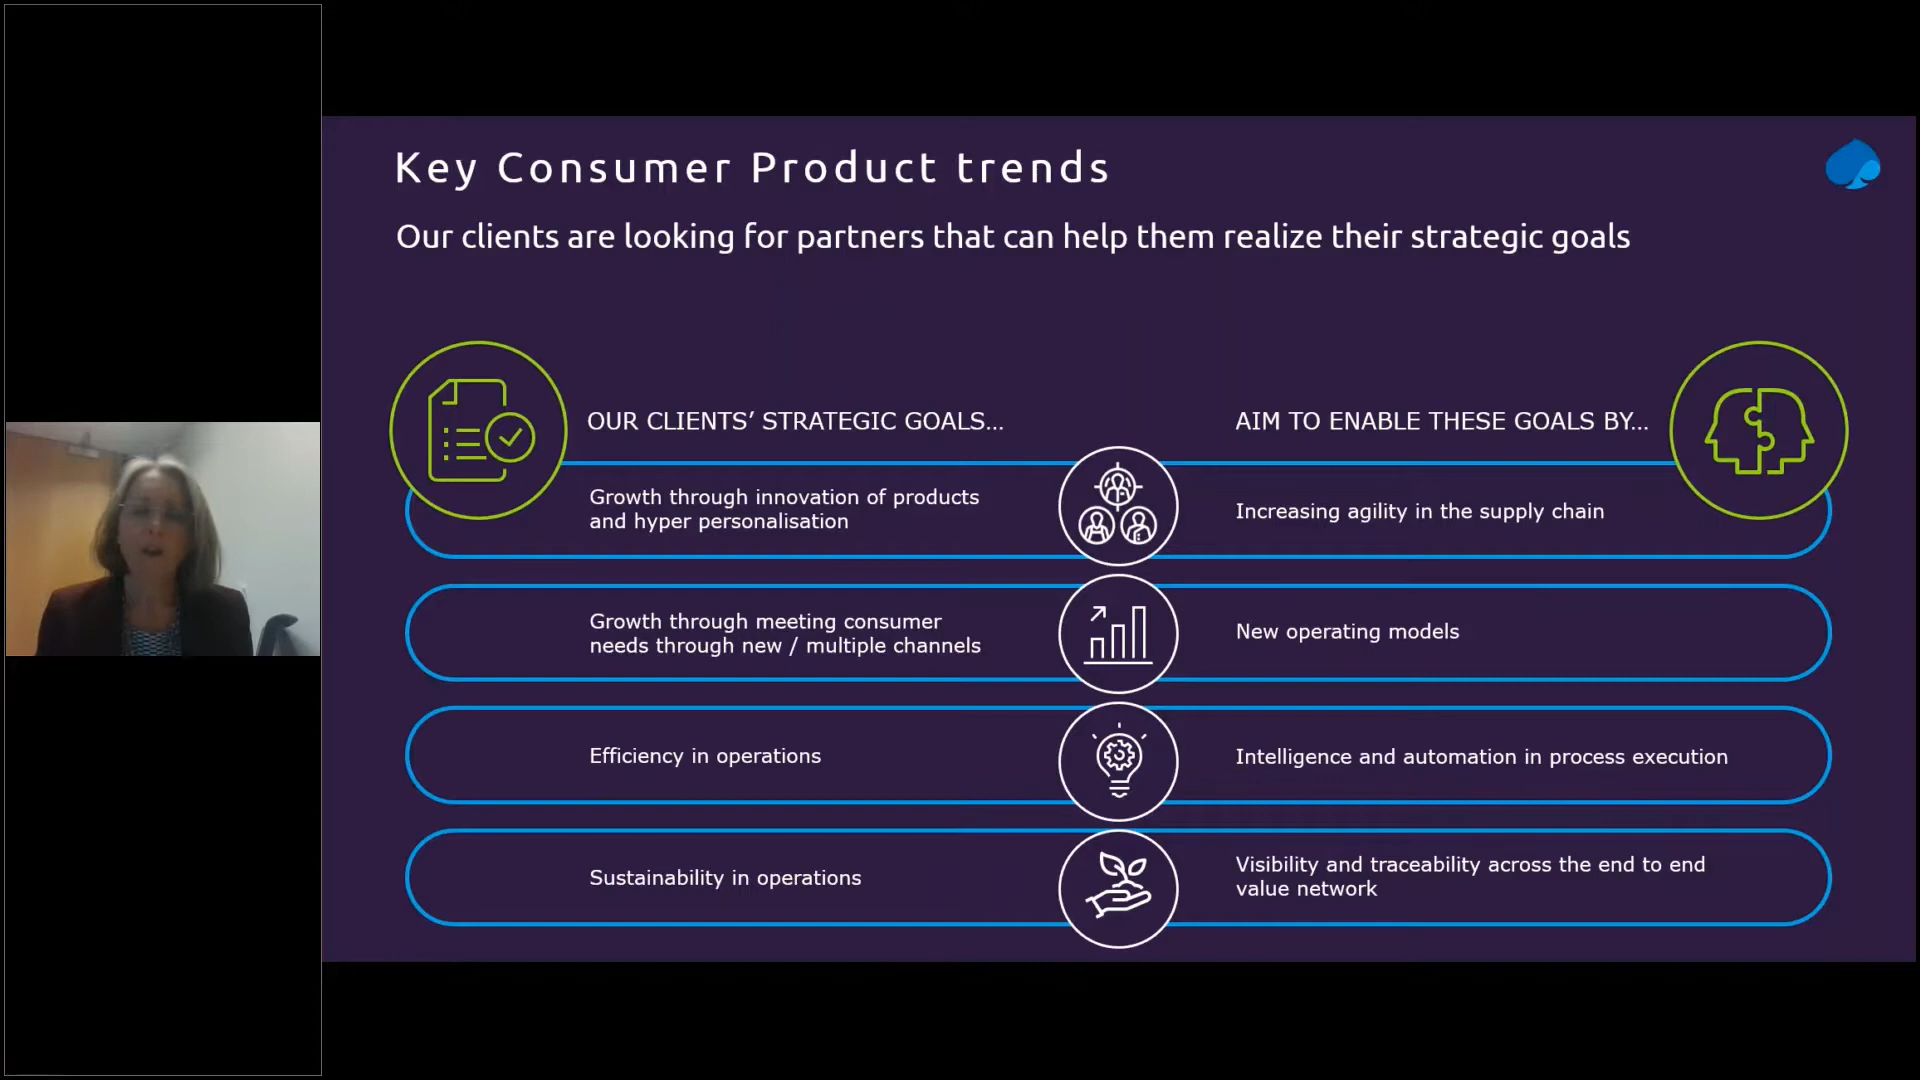 Key Consumer Product trends
Our clients are looking for partners that can help them realize their strategic goals
OUR CLIENTS’ STRATEGIC GOALS...
AIM TO ENABLE THESE GOALS BY...
Growth through innovation of products
and hyper personalisation
Increasing agility in the supply chain
Growth through meeting consumer
needs through new / multiple channels
New operating models
Efficiency in operations
Intelligence and automation in process execution
Sustainability in operations
Visibility and traceability across the end to end
value network